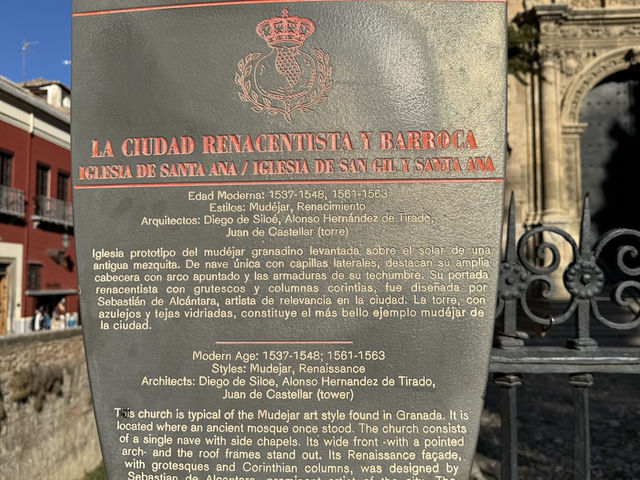 LA CIUDAD RENACENTISTA Y BARROCA
IGLESIA DE SANTA ANA / IGLESIA DE SAN GIL Y SANTA ANA
Edad Moderna: 1537-1548, 1561-1563
Estilos: Mudéjar, Renacimiento
Arquitectos: Diego de Siloé, Alonso Hernández de Tirado,
Juan de Castellar (torre)
Iglesia prototipo del mudéjar granadino levantada sobre el solar de una
antigua mezquita. De nave única con capillas laterales, destacan su amplia
cabecera con arco apuntado y las armaduras de su techumbre. Su portada
renacentista con grutescos y columnas corintias, fue diseñada por
Sebastián de Alcántara, artista de relevancia en la ciudad. La torre, con
azulejos y tejas vidriadas, constituye el más bello ejemplo mudéjar de
la ciudad.
Modern Age: 1537-1548; 1561-1563
Styles: Mudejar, Renaissance
Architects: Diego de Siloe, Alonso Hernandez de Tirado,
Juan de Castellar (tower)
This church is typical of the Mudejar art style found in Granada. It is
located where an ancient mosque once stood. The church consists
of a single nave with side chapels. Its wide front -with a pointed
arch- and the roof frames stand out. Its Renaissance façade,
with grotesques and Corinthian columns, was designed by
Sebastian de Alcantara, prominent artist of the city. The